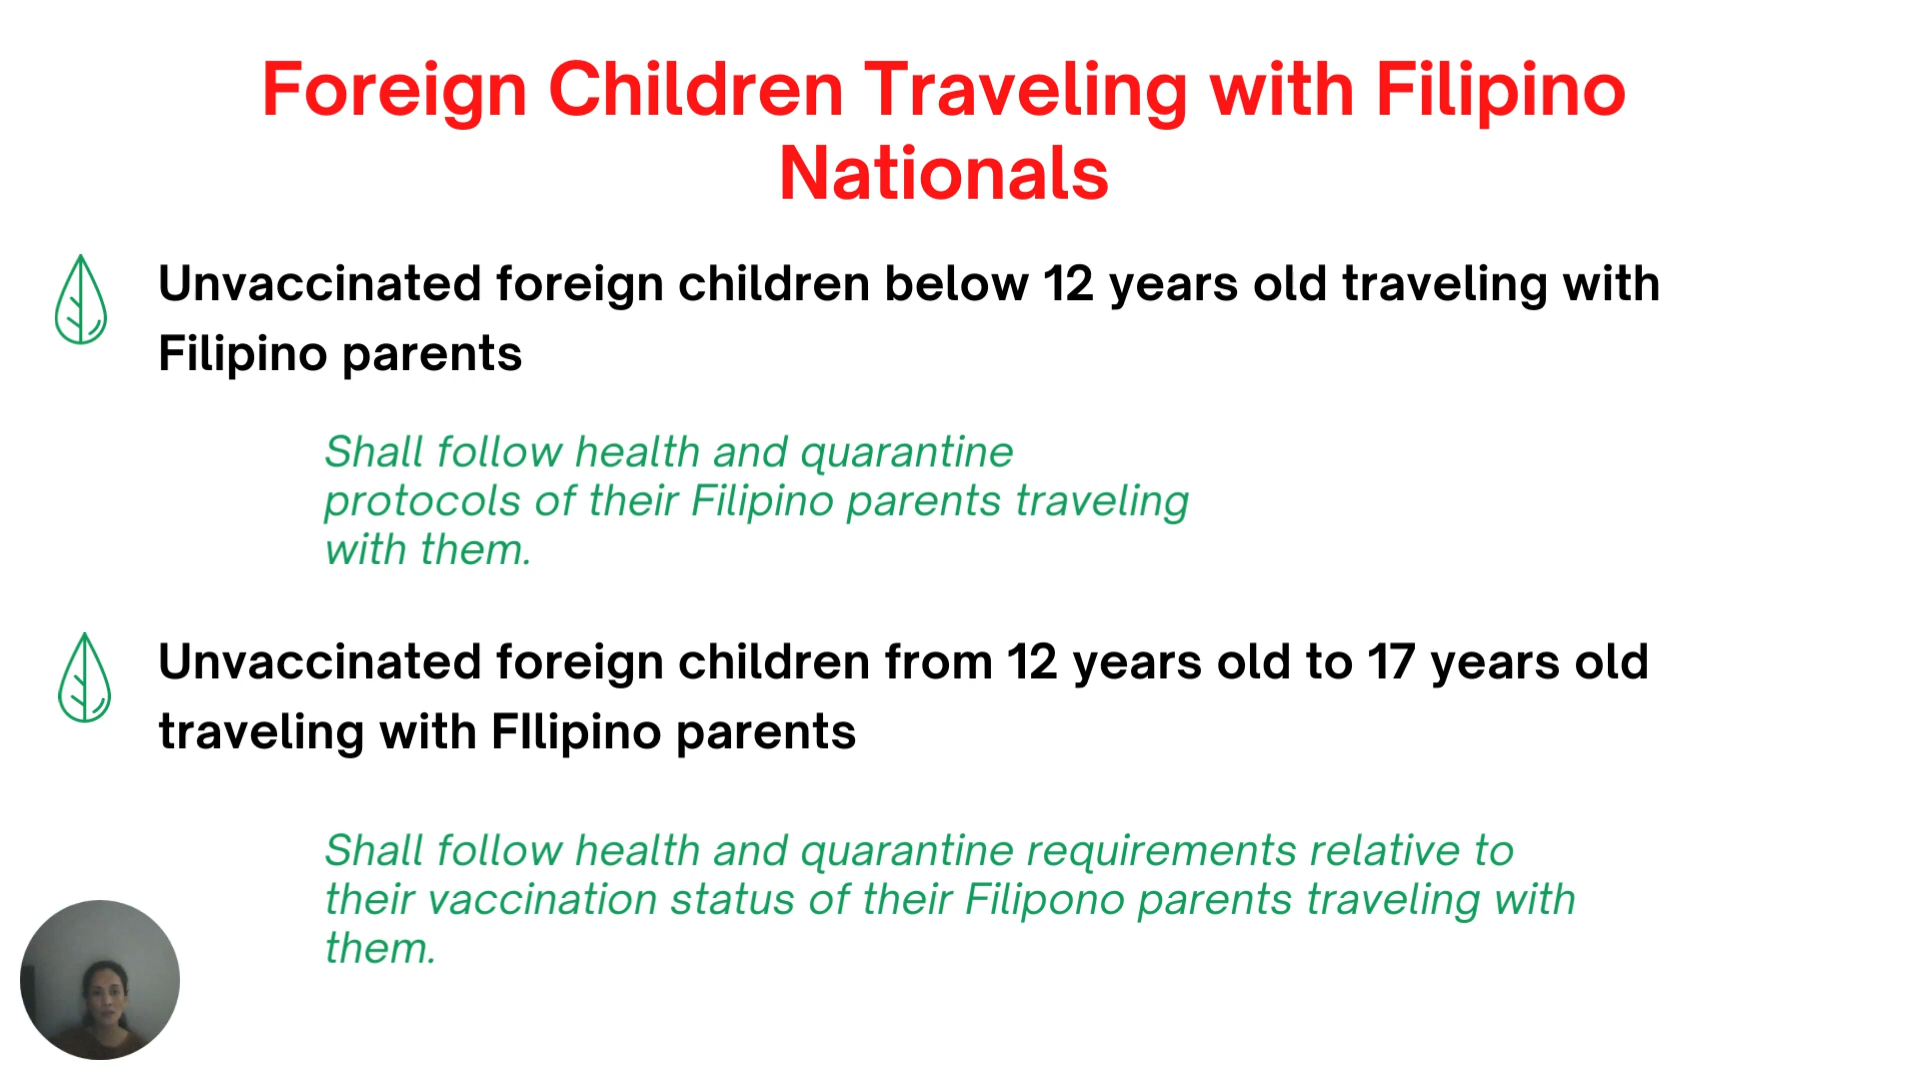 Foreign Children Traveling with Filipino
Nationals
Unvaccinated foreign children below 12 years old traveling with
Filipino parents
Shall follow health and quarantine
protocols of their Filipino parents traveling
with them.
Unvaccinated foreign children from 12 years old to 17 years old
traveling with FIlipino parents
Shall follow health and quarantine requirements relative to
their vaccination status of their Filipono parents traveling with
them.